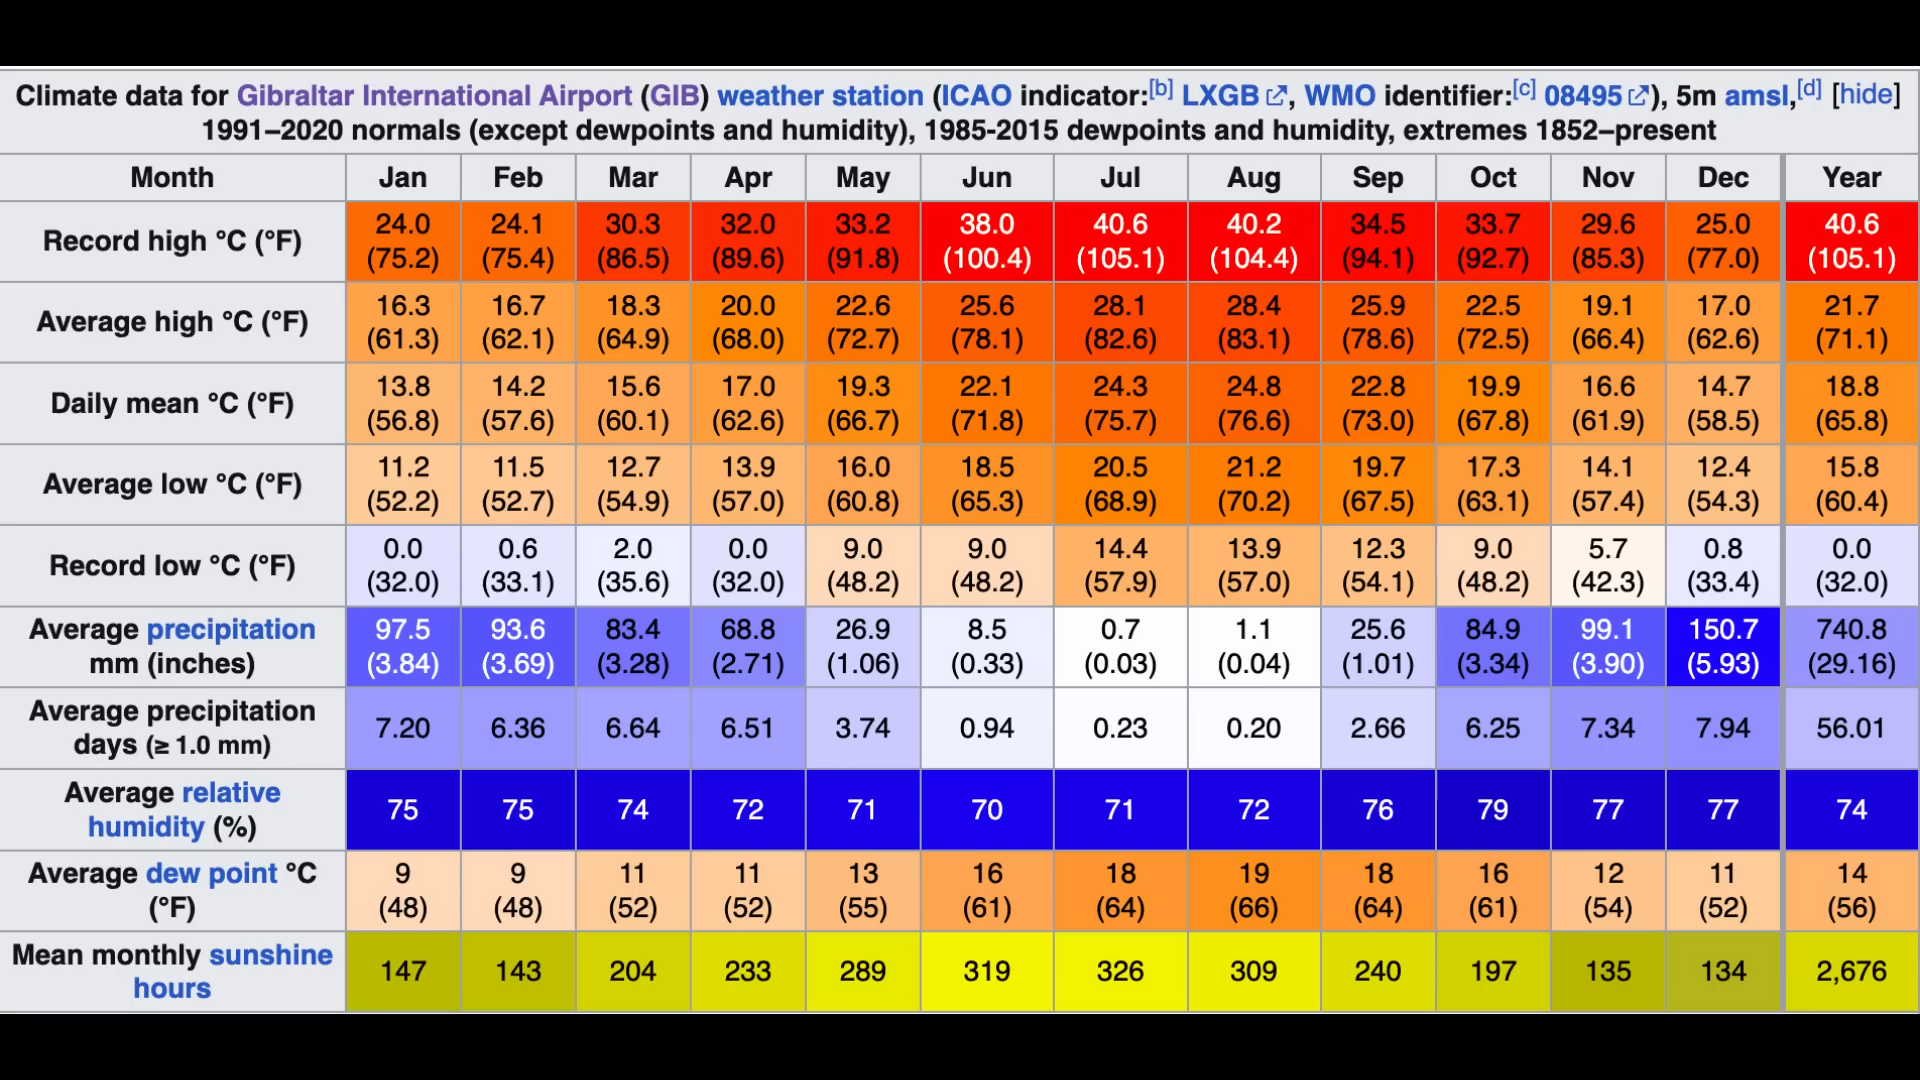 Climate data for Gibraltar International Airport (GIB) weather station (ICAO indicator:[b] LXGB, WMO identifier:[c] 08495), 5m amsl,[d] [hide]
1991–2020 normals (except dewpoints and humidity), 1985-2015 dewpoints and humidity, extremes 1852–present
Month Jan Feb Mar Apr May Jun Jul Aug Sep Oct Nov Dec Year
Record high °C (°F) 24.0 (75.2) 24.1 (75.4) 30.3 (86.5) 32.0 (89.6) 33.2 (91.8) 38.0 (100.4) 40.6 (105.1) 40.2 (104.4) 34.5 (94.1) 33.7 (92.7) 29.6 (85.3) 25.0 (77.0) 40.6 (105.1)
Average high °C (°F) 16.3 (61.3) 16.7 (62.1) 18.3 (64.9) 20.0 (68.0) 22.6 (72.7) 25.6 (78.1) 28.1 (82.6) 28.4 (83.1) 25.9 (78.6) 22.5 (72.5) 19.1 (66.4) 17.0 (62.6) 21.7 (71.1)
Daily mean °C (°F) 13.8 (56.8) 14.2 (57.6) 15.6 (60.1) 17.0 (62.6) 19.3 (66.7) 22.1 (71.8) 24.3 (75.7) 24.8 (76.6) 22.8 (73.0) 19.9 (67.8) 16.6 (61.9) 14.7 (58.5) 18.8 (65.8)
Average low °C (°F) 11.2 (52.2) 11.5 (52.7) 12.7 (54.9) 13.9 (57.0) 16.0 (60.8) 18.5 (65.3) 20.5 (68.9) 21.2 (70.2) 19.7 (67.5) 17.3 (63.1) 14.1 (57.4) 12.4 (54.3) 15.8 (60.4)
Record low °C (°F) 0.0 (32.0) 0.6 (33.1) 2.0 (35.6) 0.0 (32.0) 9.0 (48.2) 9.0 (48.2) 14.4 (57.9) 13.9 (57.0) 12.3 (54.1) 9.0 (48.2) 5.7 (42.3) 0.8 (33.4) 0.0 (32.0)
Average precipitation mm (inches) 97.5 (3.84) 93.6 (3.69) 83.4 (3.28) 68.8 (2.71) 26.9 (1.06) 8.5 (0.33) 0.7 (0.03) 1.1 (0.04) 25.6 (1.01) 84.9 (3.34) 99.1 (3.90) 150.7 (5.93) 740.8 (29.16)
Average precipitation days (≥ 1.0 mm) 7.20 6.36 6.64 6.51 3.74 0.94 0.23 0.20 2.66 6.25 7.34 7.94 56.01
Average relative humidity (%) 75 75 74 72 71 70 71 72 76 79 77 77 74
Average dew point °C (°F) 9 (48) 9 (48) 11 (52) 11 (52) 13 (55) 16 (61) 18 (64) 19 (66) 18 (64) 16 (61) 12 (54) 11 (52) 14 (56)
Mean monthly sunshine hours 147 143 204 233 289 319 326 309 240 197 135 134 2,676